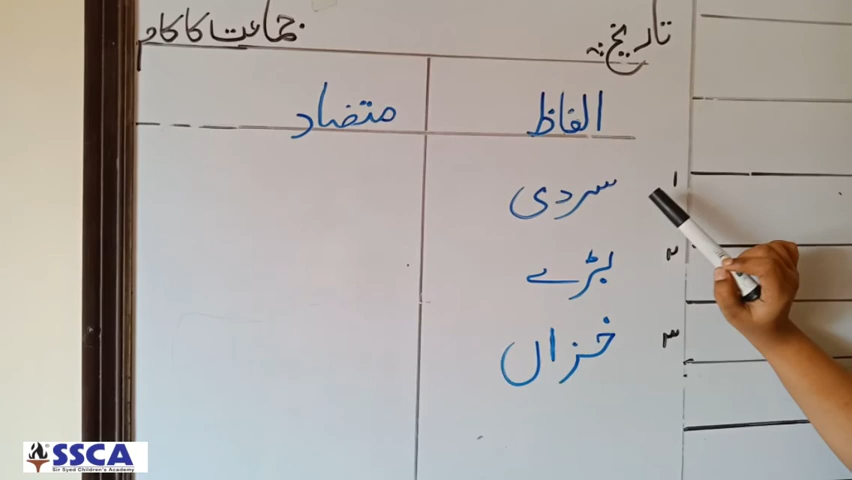 تاریخ:۔ جماعت کا کام
الفاظ متضاد
۱ سردی
۲ بڑے
۳ خزاں
SSCA
Sir Syed Children's Academy